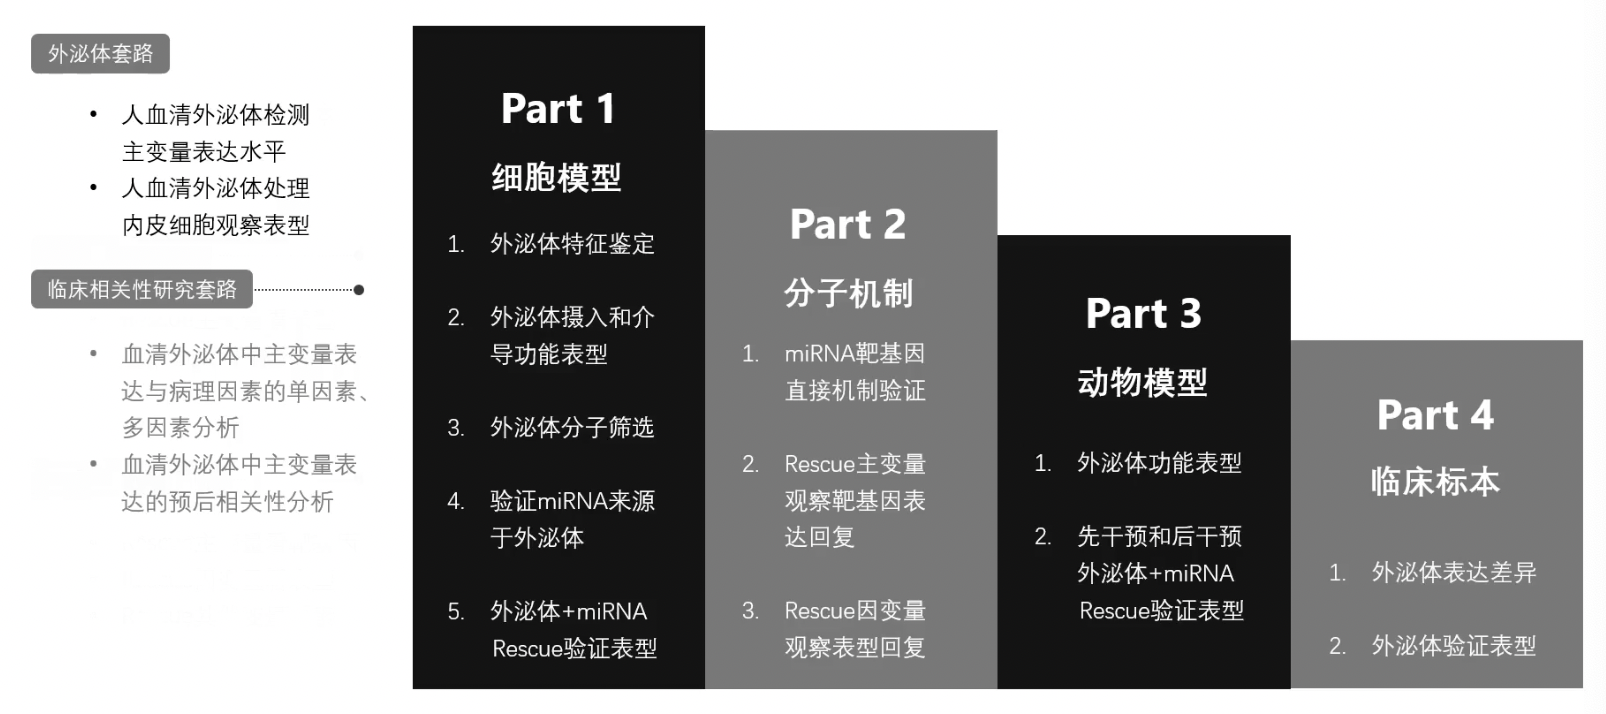 外泌体套路
• 人血清外泌体检测
主变量表达水平
• 人血清外泌体处理
内皮细胞观察表型
临床相关性研究套路
• 血清外泌体中主变量表
达与病理因素的单因素、
多因素分析
• 血清外泌体中主变量表
达的预后相关性分析
Part 1
细胞模型
1. 外泌体特征鉴定
2. 外泌体摄入和介
导功能表型
3. 外泌体分子筛选
4. 验证miRNA来源
于外泌体
5. 外泌体+miRNA
Rescue验证表型
Part 2
分子机制
1. miRNA靶基因
直接机制验证
2. Rescue主变量
观察靶基因表
达回复
3. Rescue因变量
观察表型回复
Part 3
动物模型
1. 外泌体功能表型
2. 先干预和后干预
外泌体+miRNA
Rescue验证表型
Part 4
临床标本
1. 外泌体表达差异
2. 外泌体验证表型